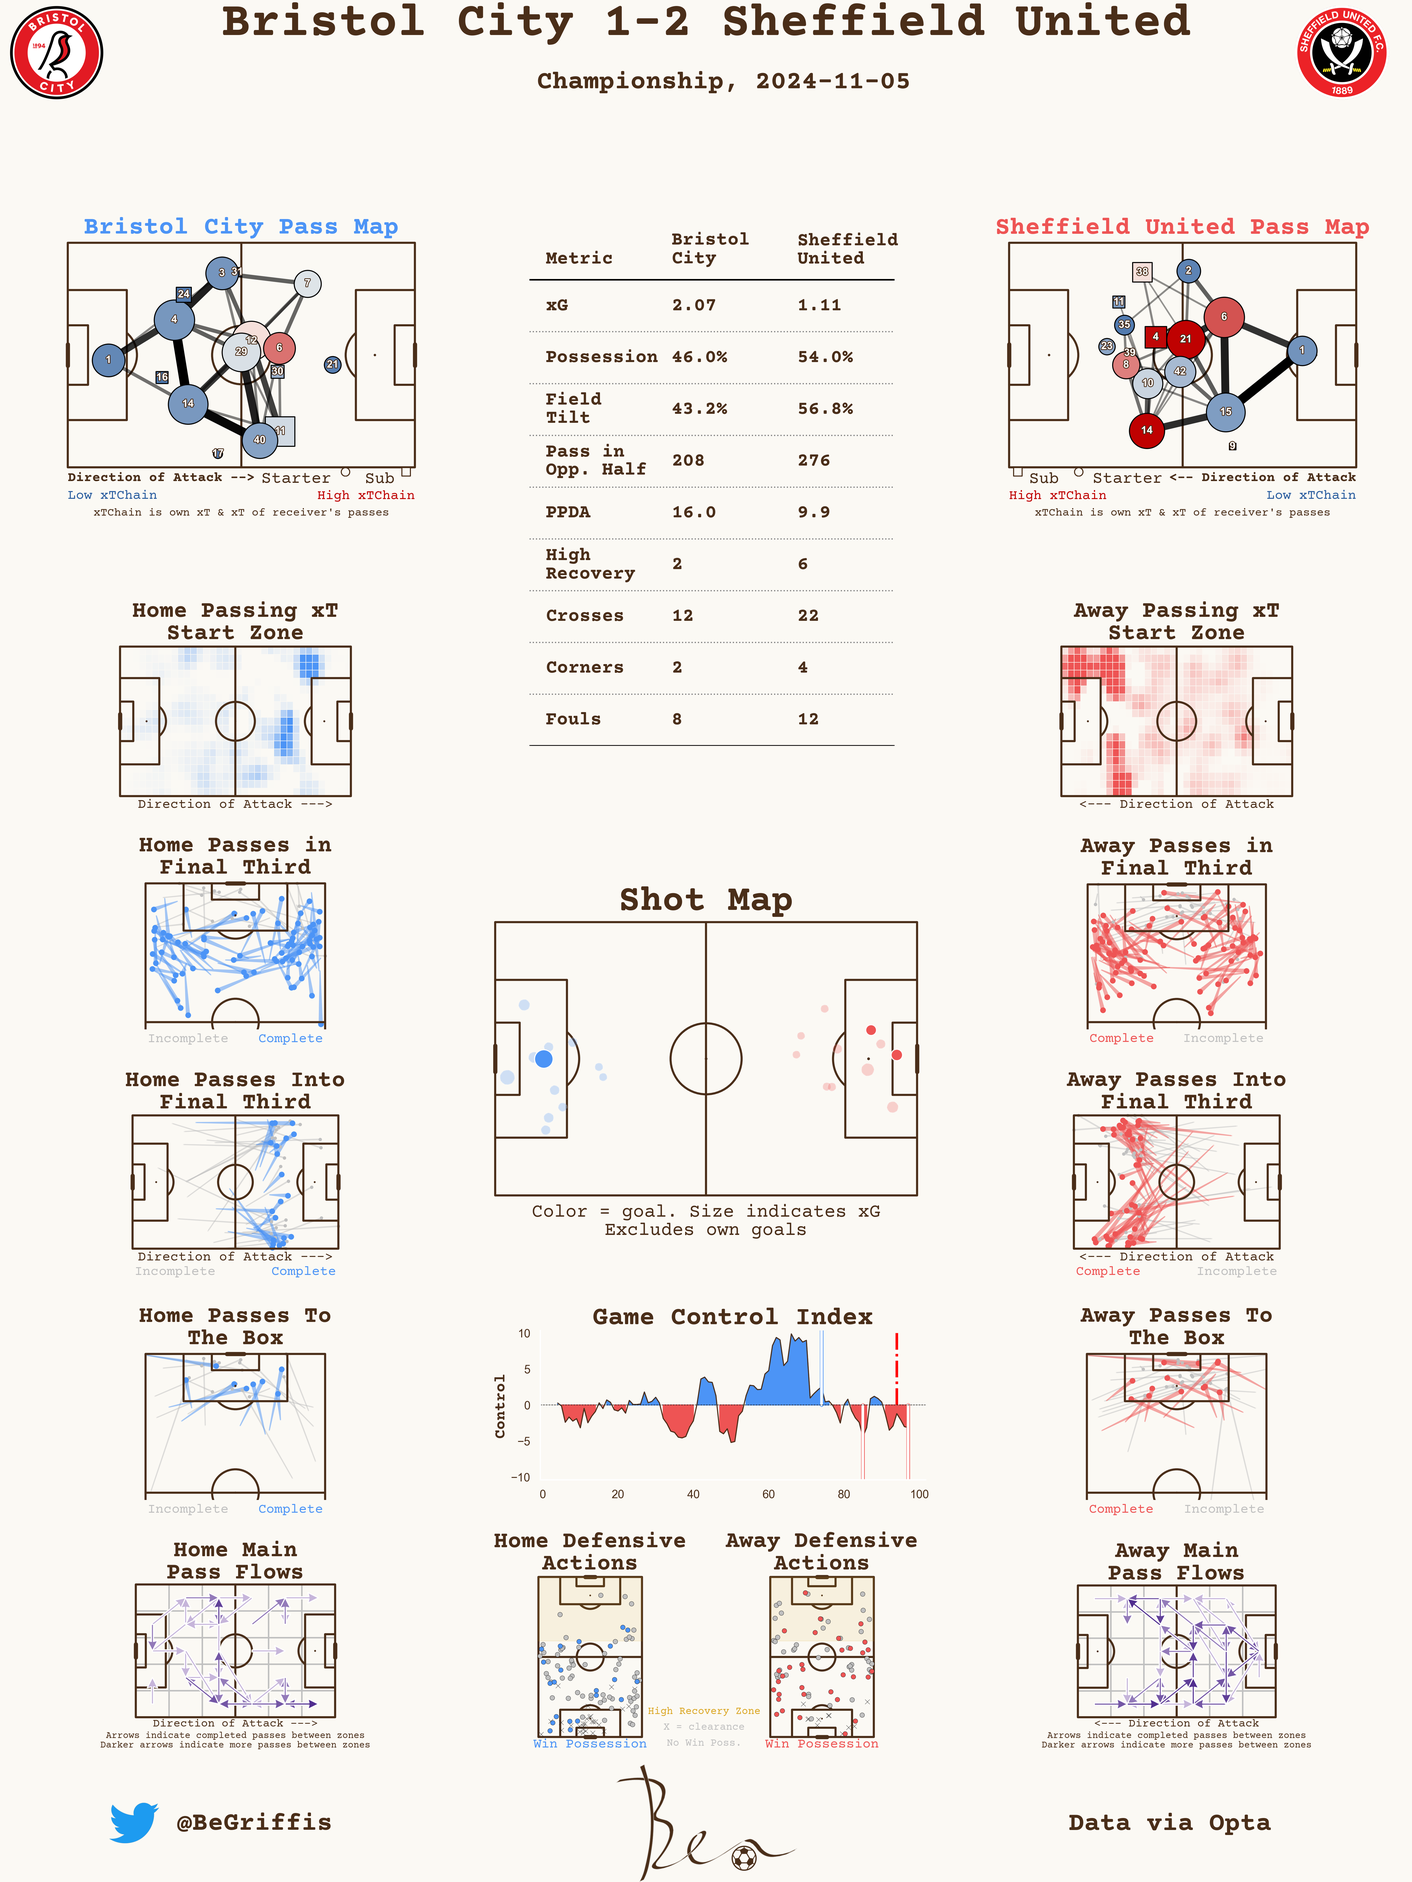 Bristol City 1-2 Sheffield United
Championship, 2024-11-05
BRISTOL
1894
CITY
SHEFFIELD UNITED F.C.
1889
Bristol City Pass Map
3
31
7
24
4
12
29
6
1
30
21
16
14
11
40
17
Direction of Attack --> Starter Sub
Low xTChain High xTChain
xTChain is own xT & xT of receiver's passes
Metric Bristol City Sheffield United
xG 2.07 1.11
Possession 46.0% 54.0%
Field Tilt 43.2% 56.8%
Pass in Opp. Half 208 276
PPDA 16.0 9.9
High Recovery 2 6
Crosses 12 22
Corners 2 4
Fouls 8 12
Sheffield United Pass Map
38
2
11
35
6
4
21
23
39
1
8
42
10
15
14
9
Sub Starter <-- Direction of Attack
High xTChain Low xTChain
xTChain is own xT & xT of receiver's passes
Home Passing xT
Start Zone
Direction of Attack --->
Away Passing xT
Start Zone
<--- Direction of Attack
Home Passes in
Final Third
Incomplete Complete
Away Passes in
Final Third
Complete Incomplete
Shot Map
Color = goal. Size indicates xG
Excludes own goals
Home Passes Into
Final Third
Direction of Attack --->
Incomplete Complete
Away Passes Into
Final Third
<--- Direction of Attack
Complete Incomplete
Home Passes To
The Box
Incomplete Complete
Game Control Index
Control
10
5
0
−5
−10
0 20 40 60 80 100
Away Passes To
The Box
Complete Incomplete
Home Main
Pass Flows
Direction of Attack --->
Arrows indicate completed passes between zones
Darker arrows indicate more passes between zones
Home Defensive
Actions
Win Possession
High Recovery Zone
X = clearance
No Win Poss.
Away Defensive
Actions
Win Possession
Away Main
Pass Flows
<--- Direction of Attack
Arrows indicate completed passes between zones
Darker arrows indicate more passes between zones
@BeGriffis
Ben
Data via Opta